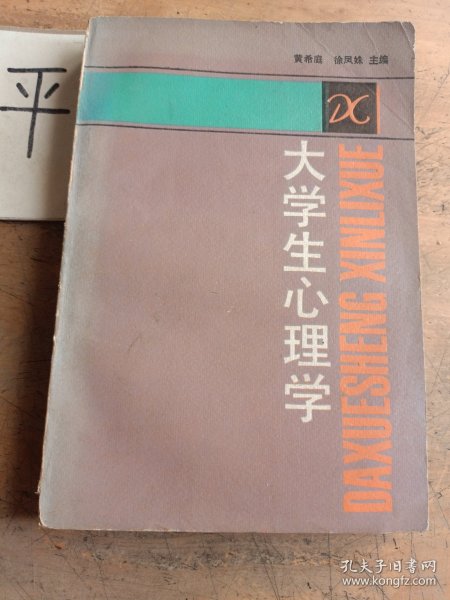 平
黄希庭 徐凤姝 主编
DX
大学生心理学
DAXUESHENG XINLIXUE
孔夫子旧书网
www.kongfz.com